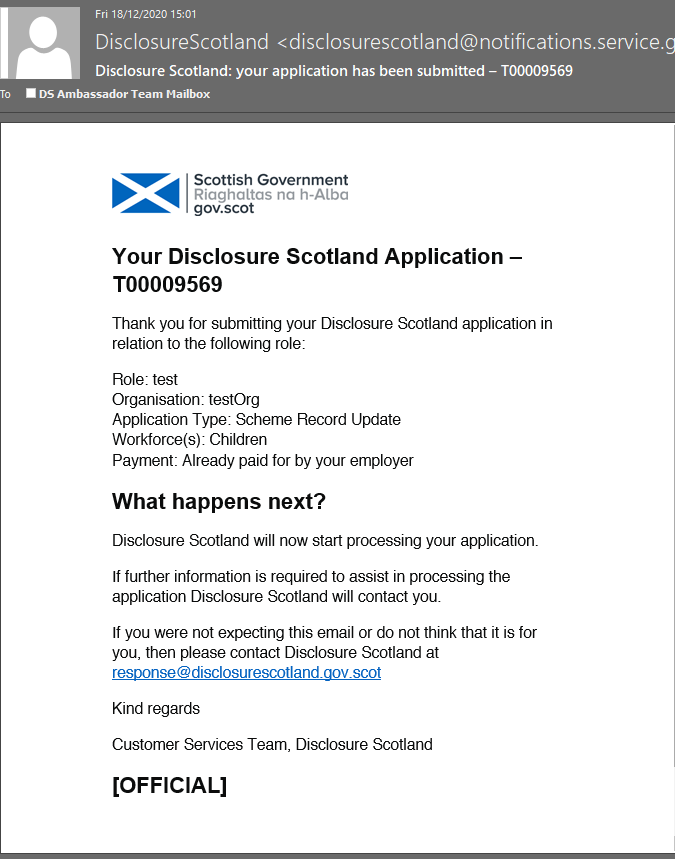 Fri 18/12/2020 15:01
DisclosureScotland <disclosurescotland@notifications.service.g
Disclosure Scotland: your application has been submitted – T00009569
To DS Ambassador Team Mailbox
Scottish Government
Riaghaltas na h-Alba
gov.scot
Your Disclosure Scotland Application –
T00009569
Thank you for submitting your Disclosure Scotland application in
relation to the following role:
Role: test
Organisation: testOrg
Application Type: Scheme Record Update
Workforce(s): Children
Payment: Already paid for by your employer
What happens next?
Disclosure Scotland will now start processing your application.
If further information is required to assist in processing the
application Disclosure Scotland will contact you.
If you were not expecting this email or do not think that it is for
you, then please contact Disclosure Scotland at
response@disclosurescotland.gov.scot
Kind regards
Customer Services Team, Disclosure Scotland
[OFFICIAL]